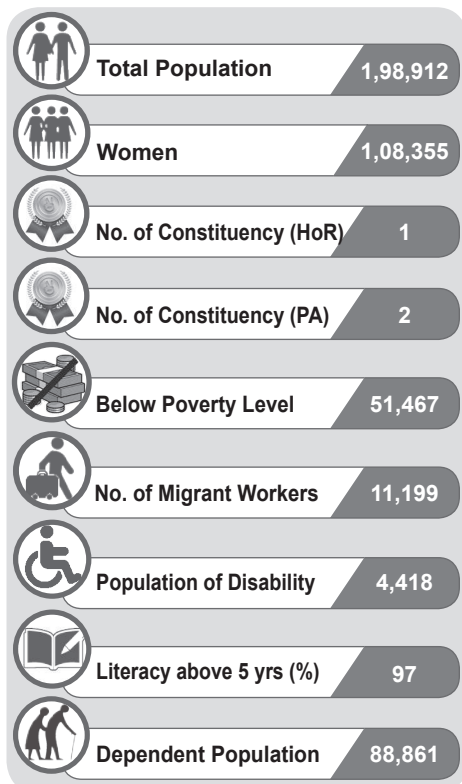 Total Population 1,98,912
Women 1,08,355
No. of Constituency (HoR) 1
No. of Constituency (PA) 2
Below Poverty Level 51,467
No. of Migrant Workers 11,199
Population of Disability 4,418
Literacy above 5 yrs (%) 97
Dependent Population 88,861